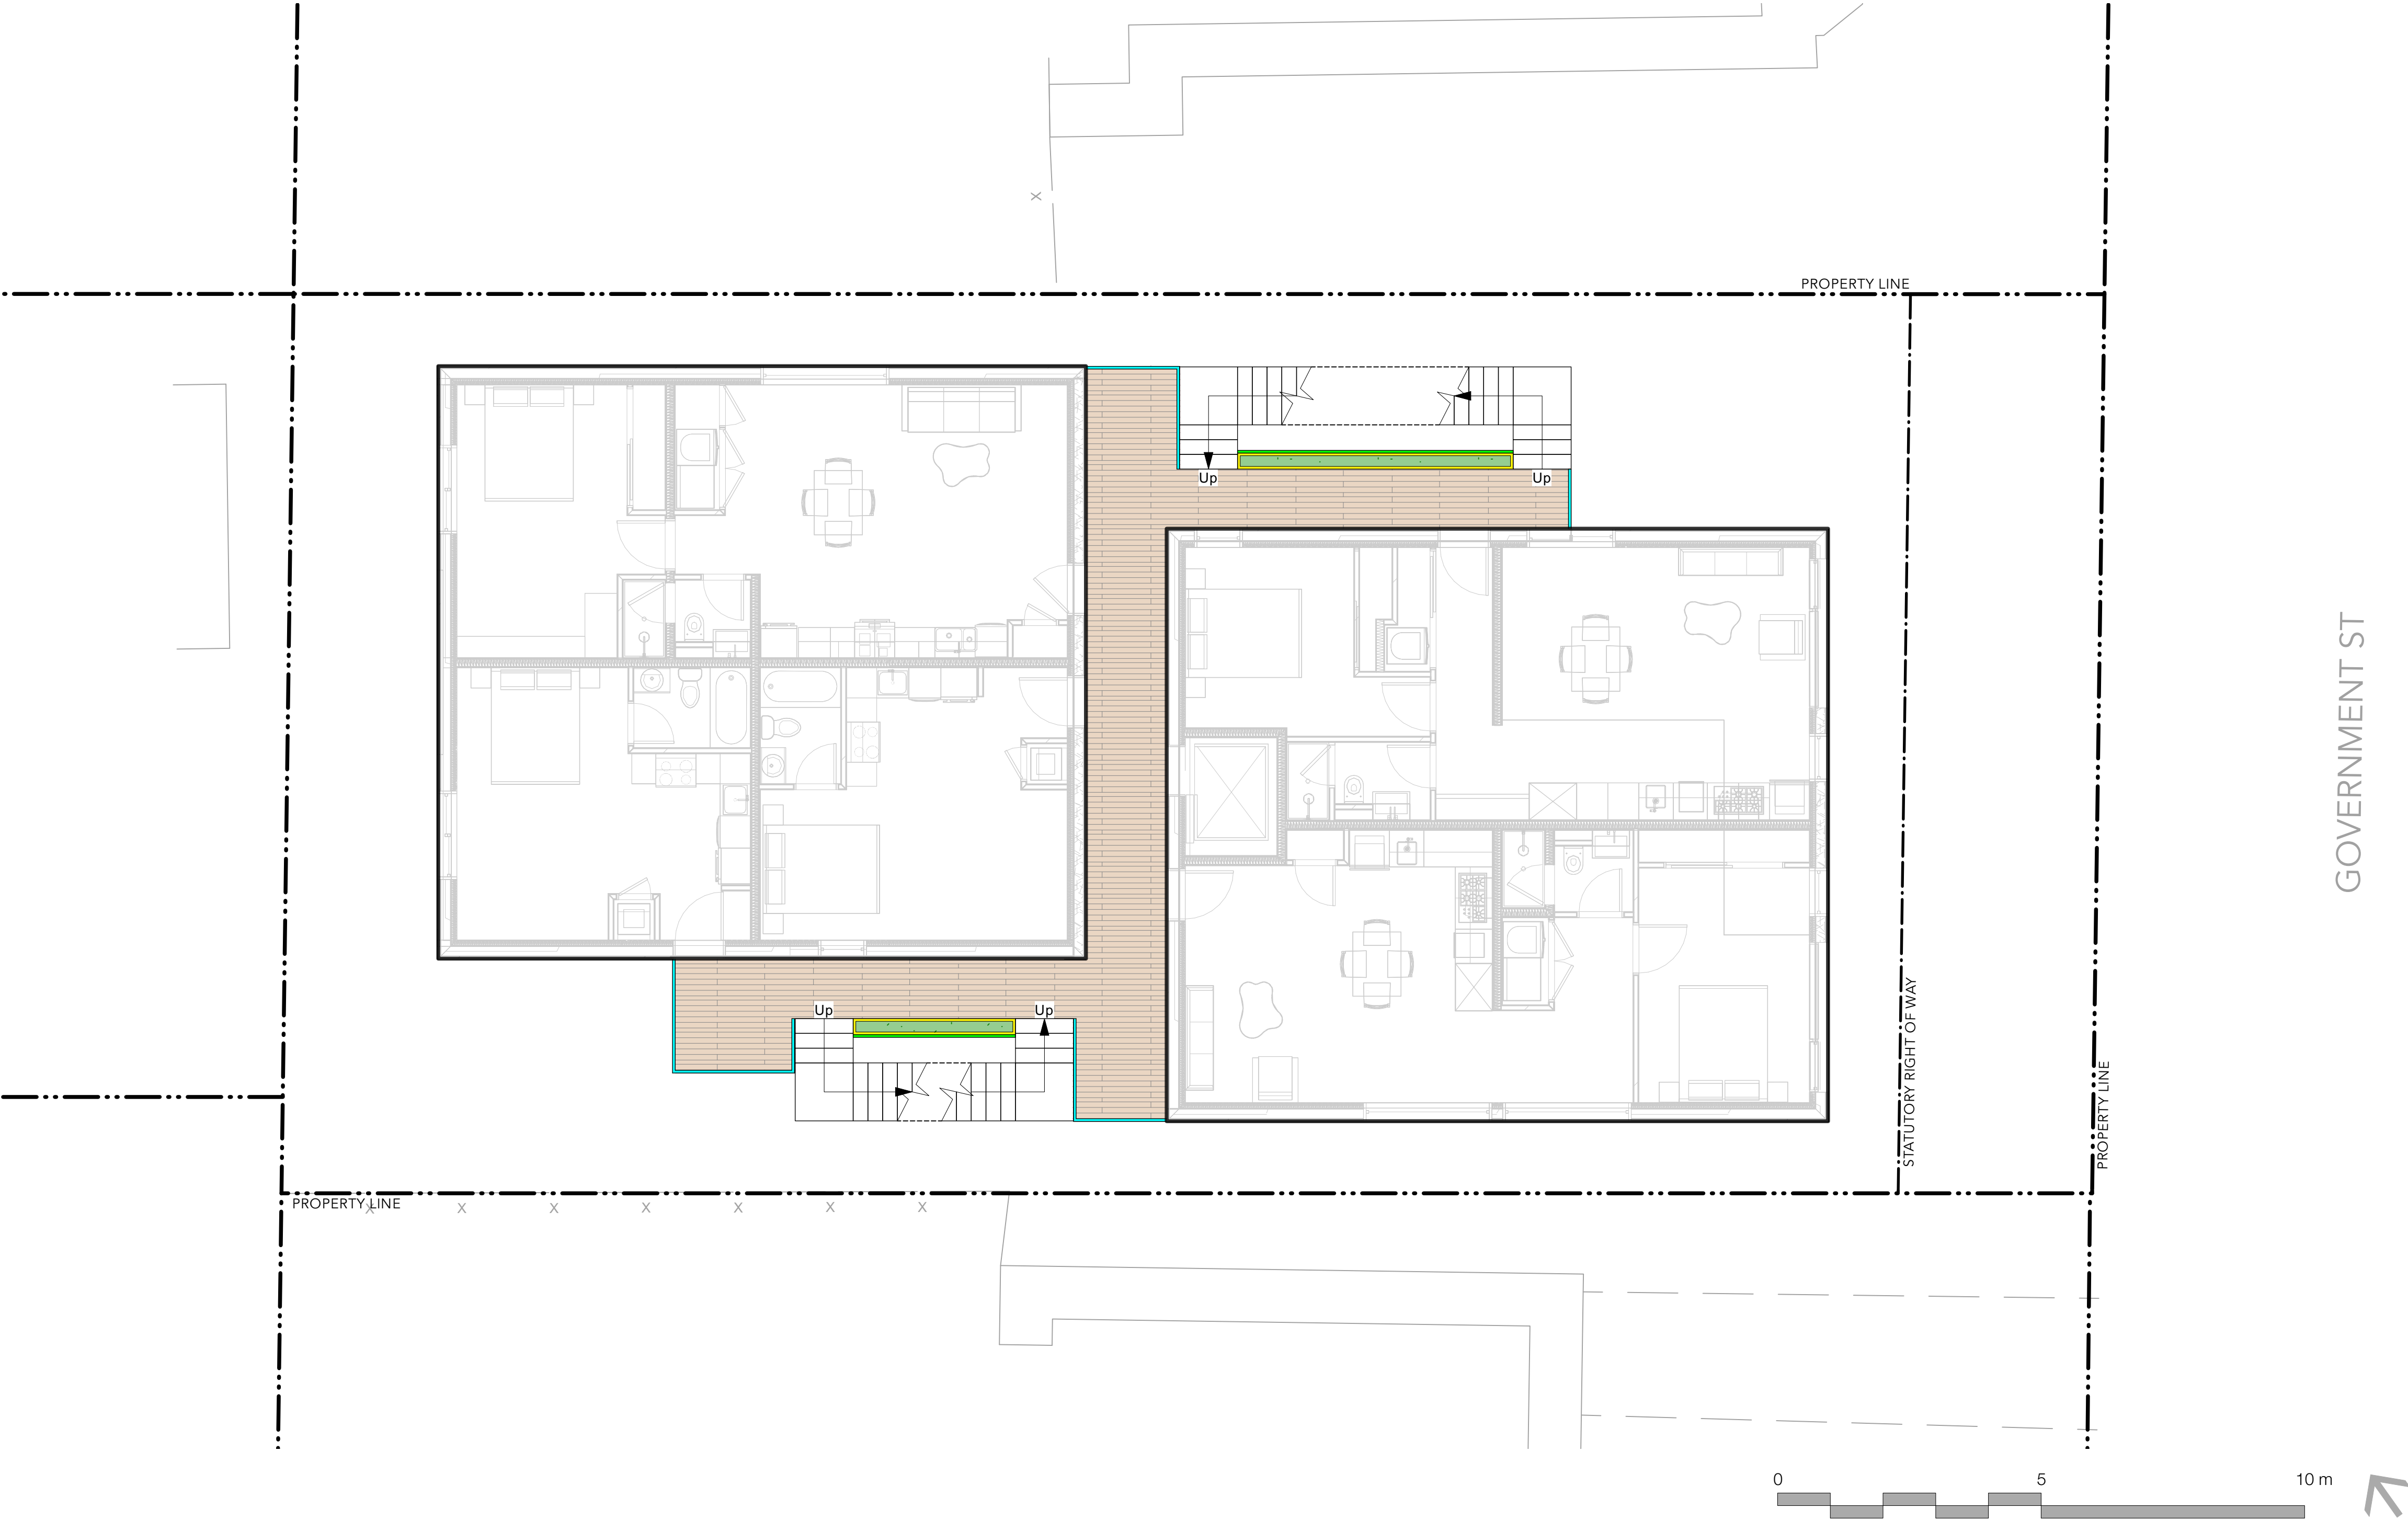 PROPERTY LINE
Up
Up
GOVERNMENT ST
Up
Up
STATUTORY RIGHT OF WAY
PROPERTY LINE
PROPERTY LINE
x
x
x
x
x
x
x
x
0
5
10 m